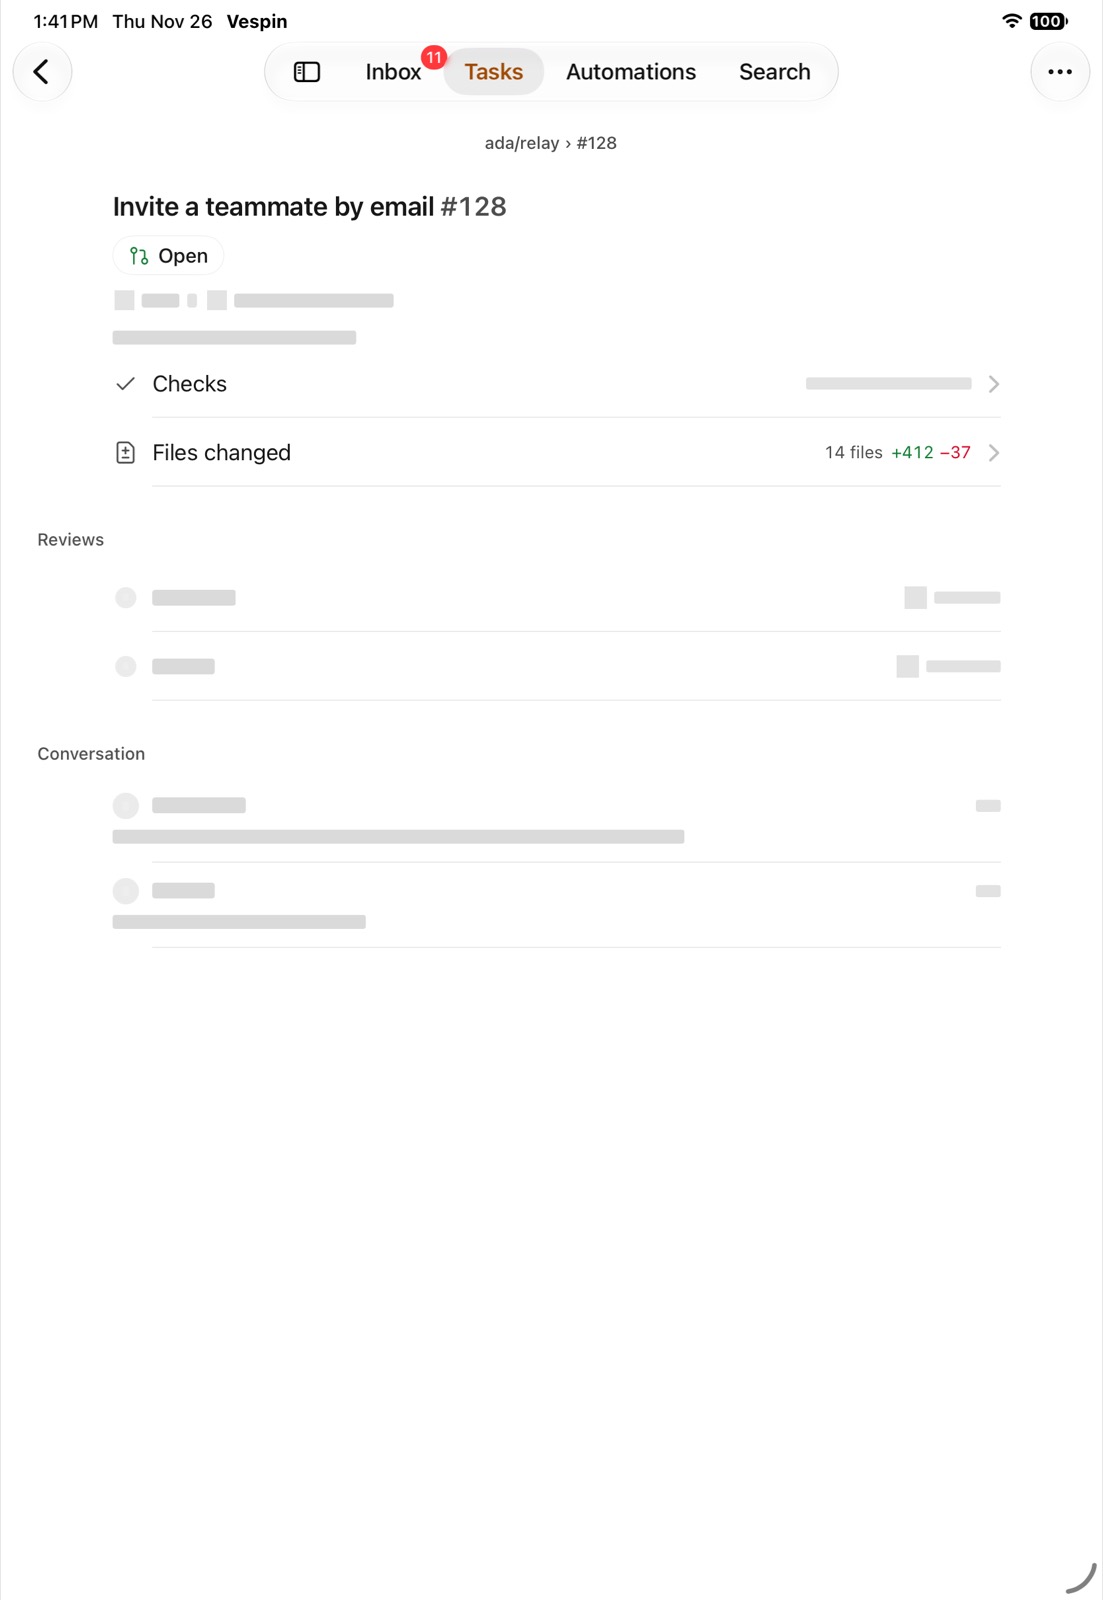 1:41 PM Thu Nov 26 Vespin 100
Inbox 11 Tasks Automations Search
ada/relay › #128
Invite a teammate by email #128
Open
Checks
Files changed 14 files +412 −37
Reviews
Conversation